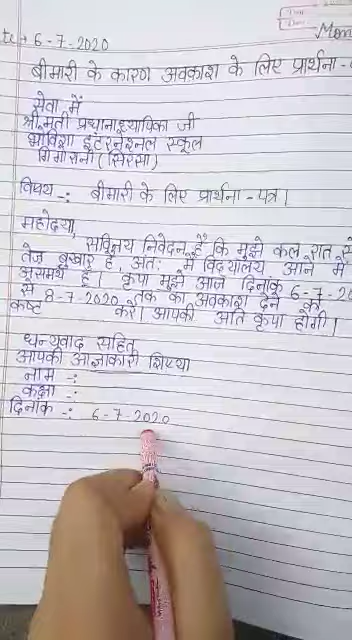 6-7-2020
Mon
बीमारी के कारण अवकाश के लिए प्रार्थना-
सेवा में
श्रीमती प्रधानाध्यापिका जी
इंटरनेशनल स्कूल
(सिरसा)
विषय -: बीमारी के लिए प्रार्थना-पत्र।
महोदया,
सविनय निवेदन है कि मुझे कल रात से
तेज बुखार है, अतः मैं विद्यालय आने में
असमर्थ हूँ। कृपा मुझे आज दिनांक 6-7-20
से 8-7-2020 तक का अवकाश देने का
कष्ट करें। आपकी अति कृपा होगी।
धन्यवाद सहित,
आपकी आज्ञाकारी शिष्या
नाम -:
कक्षा -:
दिनांक -: 6-7-2020